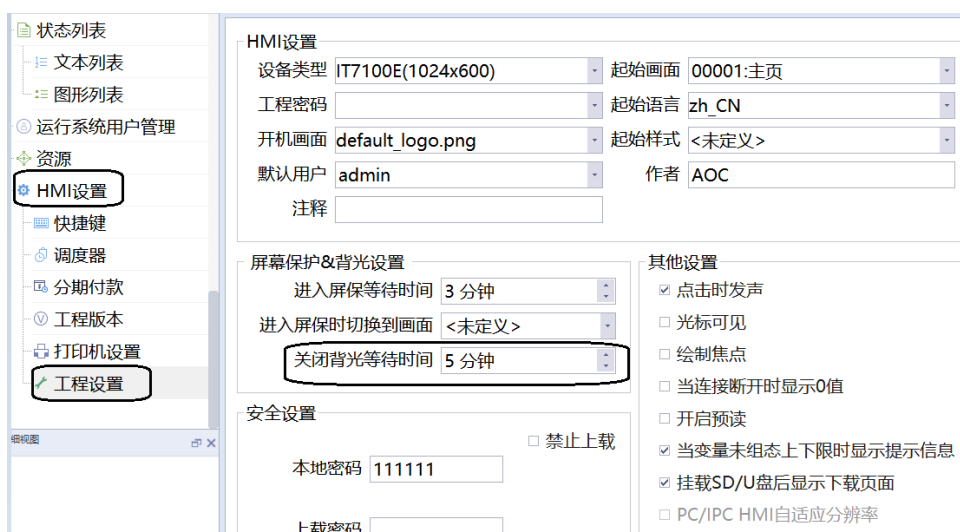 状态列表
文本列表
图形列表
运行系统用户管理
资源
HMI设置
快捷键
调度器
分期付款
工程版本
打印机设置
工程设置
细视图
HMI设置
设备类型 IT7100E(1024x600) 起始画面 00001:主页
工程密码 起始语言 zh_CN
开机画面 default_logo.png 起始样式 <未定义>
默认用户 admin 作者 AOC
注释
屏幕保护&背光设置
进入屏保等待时间 3 分钟
进入屏保时切换到画面 <未定义>
关闭背光等待时间 5 分钟
安全设置
禁止上载
本地密码 111111
上载密码
其他设置
点击时发声
光标可见
绘制焦点
当连接断开时显示0值
开启预读
当变量未组态上下限时显示提示信息
挂载SD/U盘后显示下载页面
PC/IPC HMI自适应分辨率